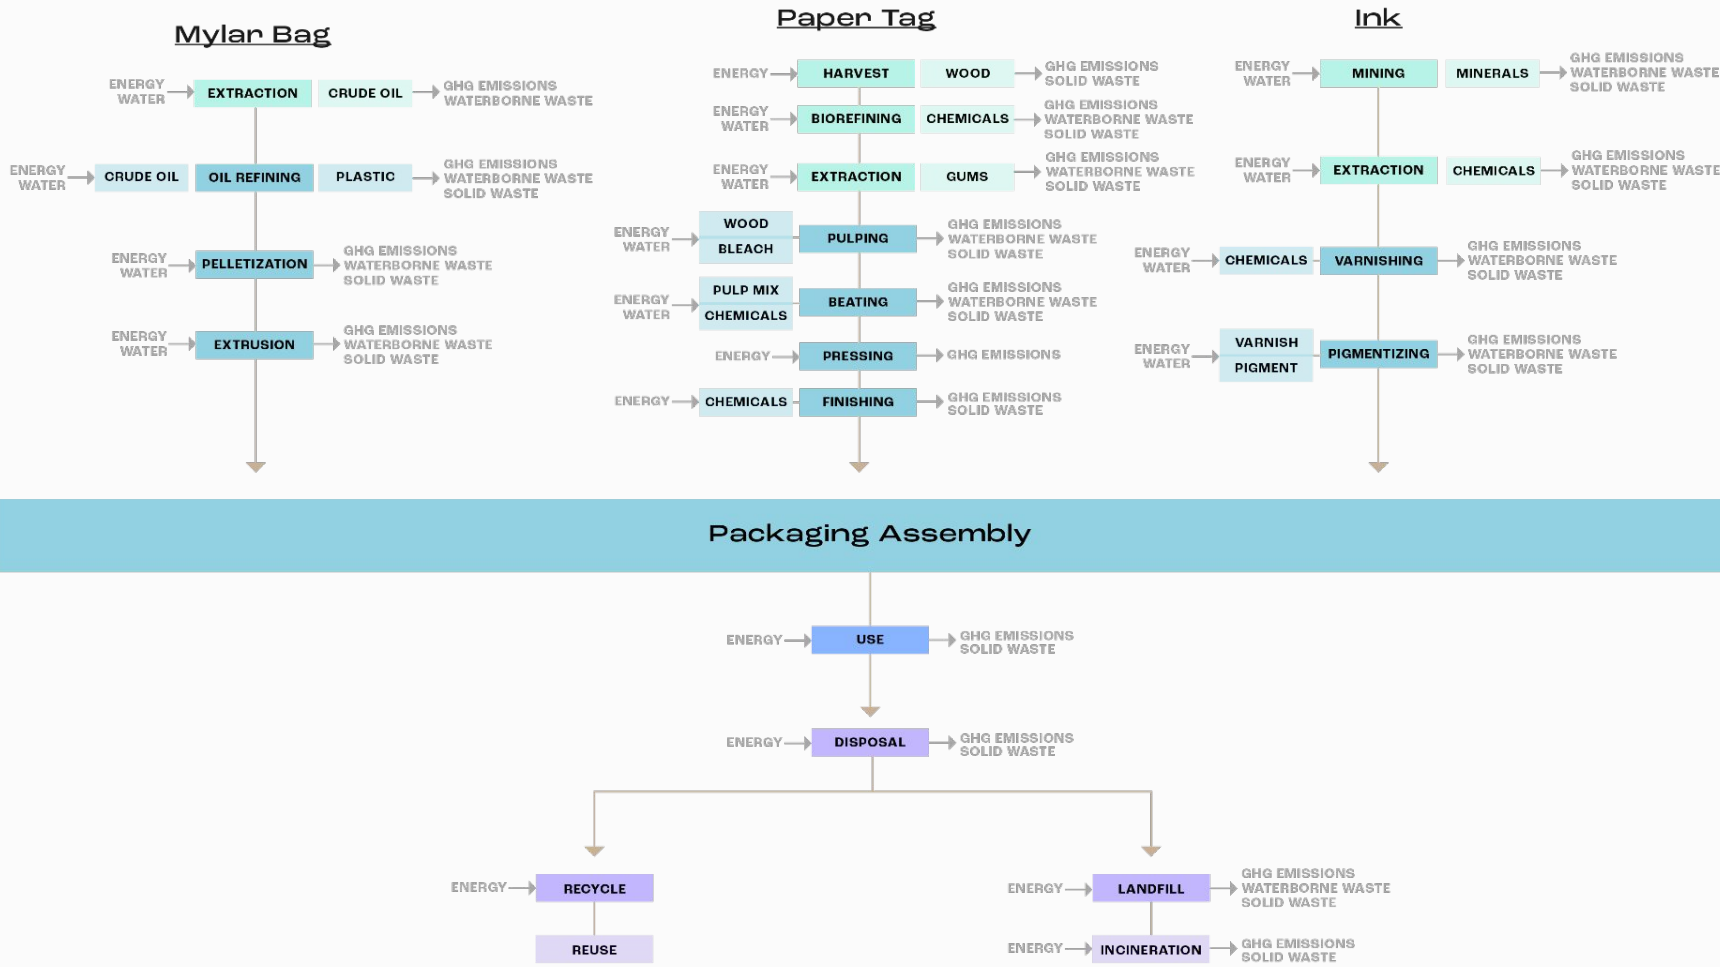 Mylar Bag
ENERGY
WATER
EXTRACTION
CRUDE OIL
GHG EMISSIONS
WATERBORNE WASTE
ENERGY
WATER
CRUDE OIL
OIL REFINING
PLASTIC
GHG EMISSIONS
WATERBORNE WASTE
SOLID WASTE
ENERGY
WATER
PELLETIZATION
GHG EMISSIONS
WATERBORNE WASTE
SOLID WASTE
ENERGY
WATER
EXTRUSION
GHG EMISSIONS
WATERBORNE WASTE
SOLID WASTE
Paper Tag
ENERGY
HARVEST
WOOD
GHG EMISSIONS
SOLID WASTE
ENERGY
WATER
BIOREFINING
CHEMICALS
GHG EMISSIONS
WATERBORNE WASTE
SOLID WASTE
ENERGY
WATER
EXTRACTION
GUMS
GHG EMISSIONS
WATERBORNE WASTE
SOLID WASTE
ENERGY
WATER
WOOD
BLEACH
PULPING
GHG EMISSIONS
WATERBORNE WASTE
SOLID WASTE
ENERGY
WATER
PULP MIX
CHEMICALS
BEATING
GHG EMISSIONS
WATERBORNE WASTE
SOLID WASTE
ENERGY
PRESSING
GHG EMISSIONS
ENERGY
CHEMICALS
FINISHING
GHG EMISSIONS
SOLID WASTE
Ink
ENERGY
WATER
MINING
MINERALS
GHG EMISSIONS
WATERBORNE WASTE
SOLID WASTE
ENERGY
WATER
EXTRACTION
CHEMICALS
GHG EMISSIONS
WATERBORNE WASTE
SOLID WASTE
ENERGY
WATER
CHEMICALS
VARNISHING
GHG EMISSIONS
WATERBORNE WASTE
SOLID WASTE
ENERGY
WATER
VARNISH
PIGMENT
PIGMENTIZING
GHG EMISSIONS
WATERBORNE WASTE
SOLID WASTE
Packaging Assembly
ENERGY
USE
GHG EMISSIONS
SOLID WASTE
ENERGY
DISPOSAL
GHG EMISSIONS
SOLID WASTE
ENERGY
RECYCLE
REUSE
ENERGY
LANDFILL
GHG EMISSIONS
WATERBORNE WASTE
SOLID WASTE
ENERGY
INCINERATION
GHG EMISSIONS
SOLID WASTE